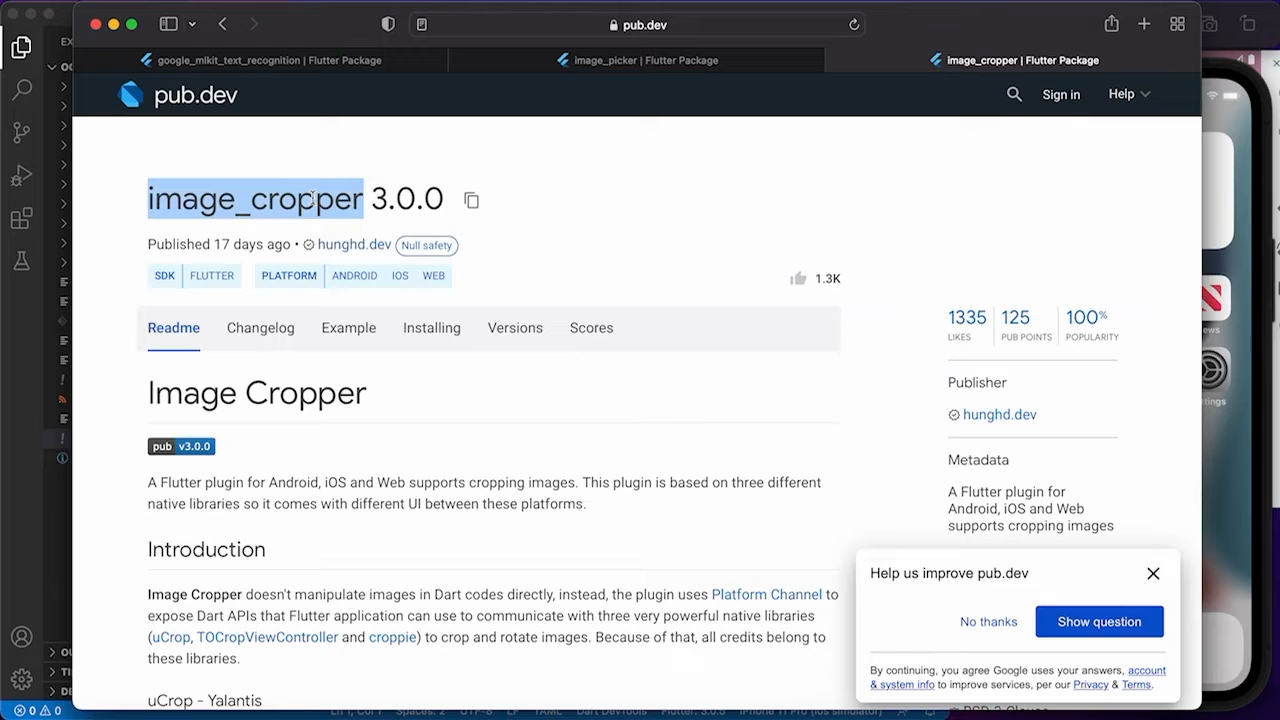 pub.dev
google_mlkit_text_recognition | Flutter Package
image_picker | Flutter Package
image_cropper | Flutter Package
pub.dev
Sign in
Help
image_cropper 3.0.0
Published 17 days ago • hunghd.dev Null safety
SDK FLUTTER PLATFORM ANDROID IOS WEB
1.3K
Readme Changelog Example Installing Versions Scores
1335 LIKES
125 PUB POINTS
100% POPULARITY
Image Cropper
pub v3.0.0
A Flutter plugin for Android, iOS and Web supports cropping images. This plugin is based on three different
native libraries so it comes with different UI between these platforms.
Introduction
Image Cropper doesn't manipulate images in Dart codes directly, instead, the plugin uses Platform Channel to
expose Dart APIs that Flutter application can use to communicate with three very powerful native libraries
(uCrop, TOCropViewController and croppie) to crop and rotate images. Because of that, all credits belong to
these libraries.
uCrop - Yalantis
Publisher
hunghd.dev
Metadata
A Flutter plugin for
Android, iOS and Web
supports cropping images
Help us improve pub.dev
No thanks
Show question
By continuing, you agree Google uses your answers, account
& system info to improve services, per our Privacy & Terms.
0 0